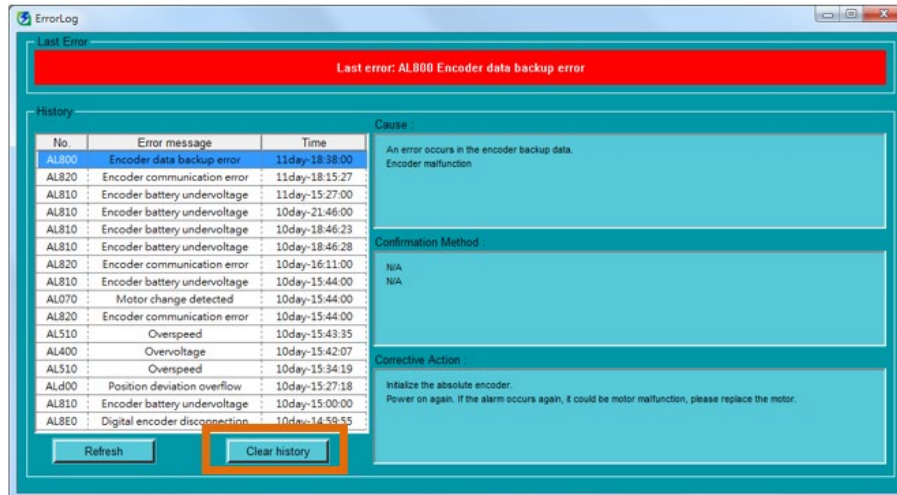 ErrorLog
Last Error
Last error: AL800 Encoder data backup error
History
No. Error message Time
AL800 Encoder data backup error 11day-18:38:00
AL820 Encoder communication error 11day-18:15:27
AL810 Encoder battery undervoltage 11day-15:27:00
AL810 Encoder battery undervoltage 10day-21:46:00
AL810 Encoder battery undervoltage 10day-18:46:23
AL810 Encoder battery undervoltage 10day-18:46:28
AL820 Encoder communication error 10day-16:11:00
AL810 Encoder battery undervoltage 10day-15:44:00
AL070 Motor change detected 10day-15:44:00
AL820 Encoder communication error 10day-15:44:00
AL510 Overspeed 10day-15:43:35
AL400 Overvoltage 10day-15:42:07
AL510 Overspeed 10day-15:34:19
ALd00 Position deviation overflow 10day-15:27:18
AL810 Encoder battery undervoltage 10day-15:00:00
AL8E0 Digital encoder disconnection 10day-14:59:55
Refresh Clear history
Cause :
An error occurs in the encoder backup data.
Encoder malfunction
Confirmation Method :
N/A
N/A
Corrective Action :
Initialize the absolute encoder.
Power on again. If the alarm occurs again, it could be motor malfunction, please replace the motor.